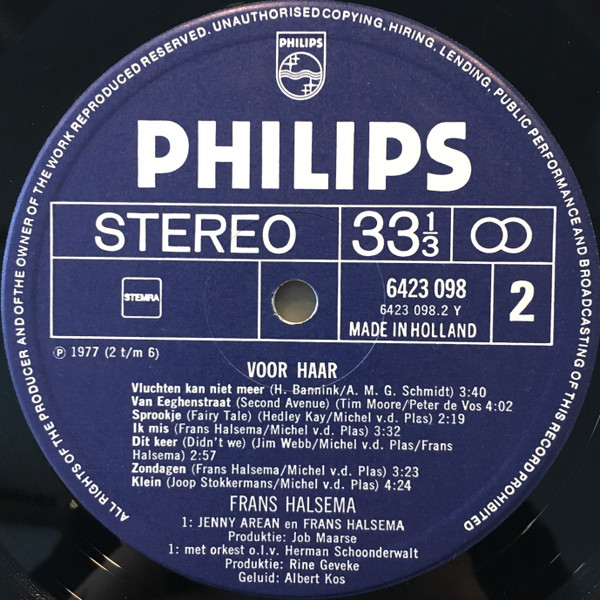 ALL RIGHTS OF THE PRODUCER AND OF THE OWNER OF THE WORK REPRODUCED RESERVED. UNAUTHORISED COPYING, HIRING, LENDING, PUBLIC PERFORMANCE AND BROADCASTING OF THIS RECORD PROHIBITED
PHILIPS
PHILIPS
STEREO 33 1/3
STEMRA
6423 098
6423 098.2 Y
MADE IN HOLLAND
2
Ⓟ 1977 (2 t/m 6)
VOOR HAAR
Vluchten kan niet meer (H. Bannink/A. M. G. Schmidt) 3:40
Van Eeghenstraat (Second Avenue) (Tim Moore/Peter de Vos 4:02
Sprookje (Fairy Tale) (Hedley Kay/Michel v.d. Plas) 2:19
Ik mis (Frans Halsema/Michel v.d. Plas) 3:32
Dit keer (Didn't we) (Jim Webb/Michel v.d. Plas/Frans
Halsema) 2:57
Zondagen (Frans Halsema/Michel v.d. Plas) 3:23
Klein (Joop Stokkermans/Michel v.d. Plas) 4:24
FRANS HALSEMA
1: JENNY AREAN en FRANS HALSEMA
Produktie: Job Maarse
1: met orkest o.l.v. Herman Schoonderwalt
Produktie: Rine Geveke
Geluid: Albert Kos